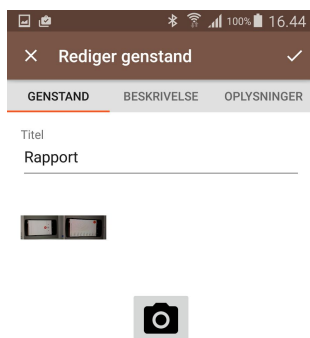 100% 16.44
Rediger genstand
GENSTAND BESKRIVELSE OPLYSNINGER
Titel
Rapport